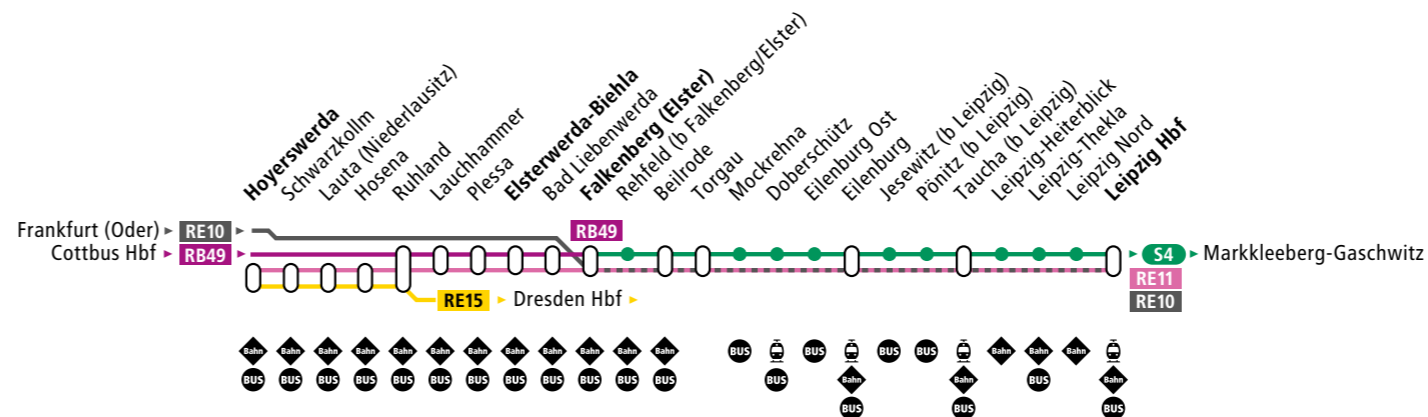 Hoyerswerda
Schwarzkollm
Lauta (Niederlausitz)
Hosena
Ruhland
Lauchhammer
Plessa
Elsterwerda-Biehla
Bad Liebenwerda
Falkenberg (Elster)
Rehfeld (b Falkenberg/Elster)
Beilrode
Torgau
Mockrehna
Doberschütz
Eilenburg Ost
Eilenburg
Jesewitz (b Leipzig)
Pönitz (b Leipzig)
Taucha (b Leipzig)
Leipzig-Heiterblick
Leipzig-Thekla
Leipzig Nord
Leipzig Hbf
Frankfurt (Oder) RE10 RB49
Cottbus Hbf RB49 S4 Markkleeberg-Gaschwitz
RE11
RE15 Dresden Hbf RE10
Bahn Bahn Bahn Bahn Bahn Bahn Bahn Bahn Bahn Bahn Bahn Bahn BUS BUS BUS BUS Bahn Bahn Bahn
BUS BUS BUS BUS BUS BUS BUS BUS BUS BUS BUS BUS BUS Bahn Bahn BUS Bahn
BUS BUS BUS